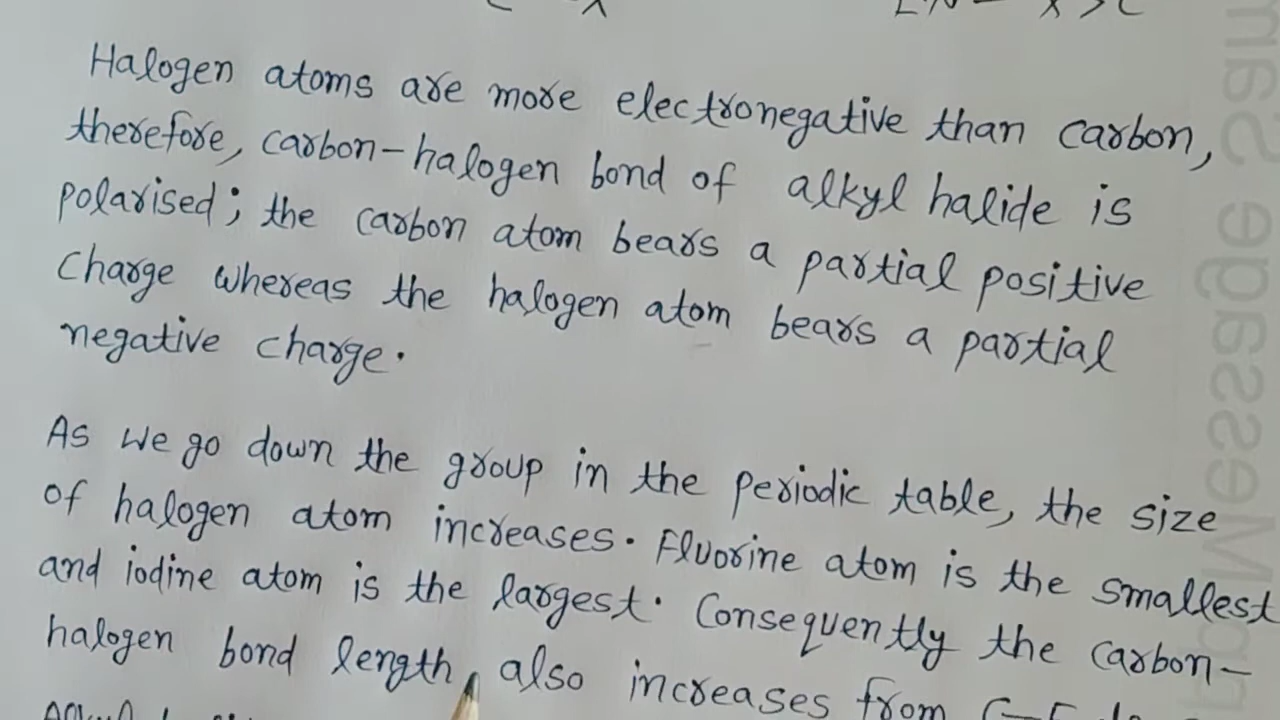 EN - X > C
Halogen atoms are more electronegative than carbon,
therefore, carbon-halogen bond of alkyl halide is
polarised; the carbon atom bears a partial positive
charge whereas the halogen atom bears a partial
negative charge.
As we go down the group in the periodic table, the size
of halogen atom increases. Fluorine atom is the smallest
and iodine atom is the largest. Consequently the carbon-
halogen bond length, also increases from C-F to